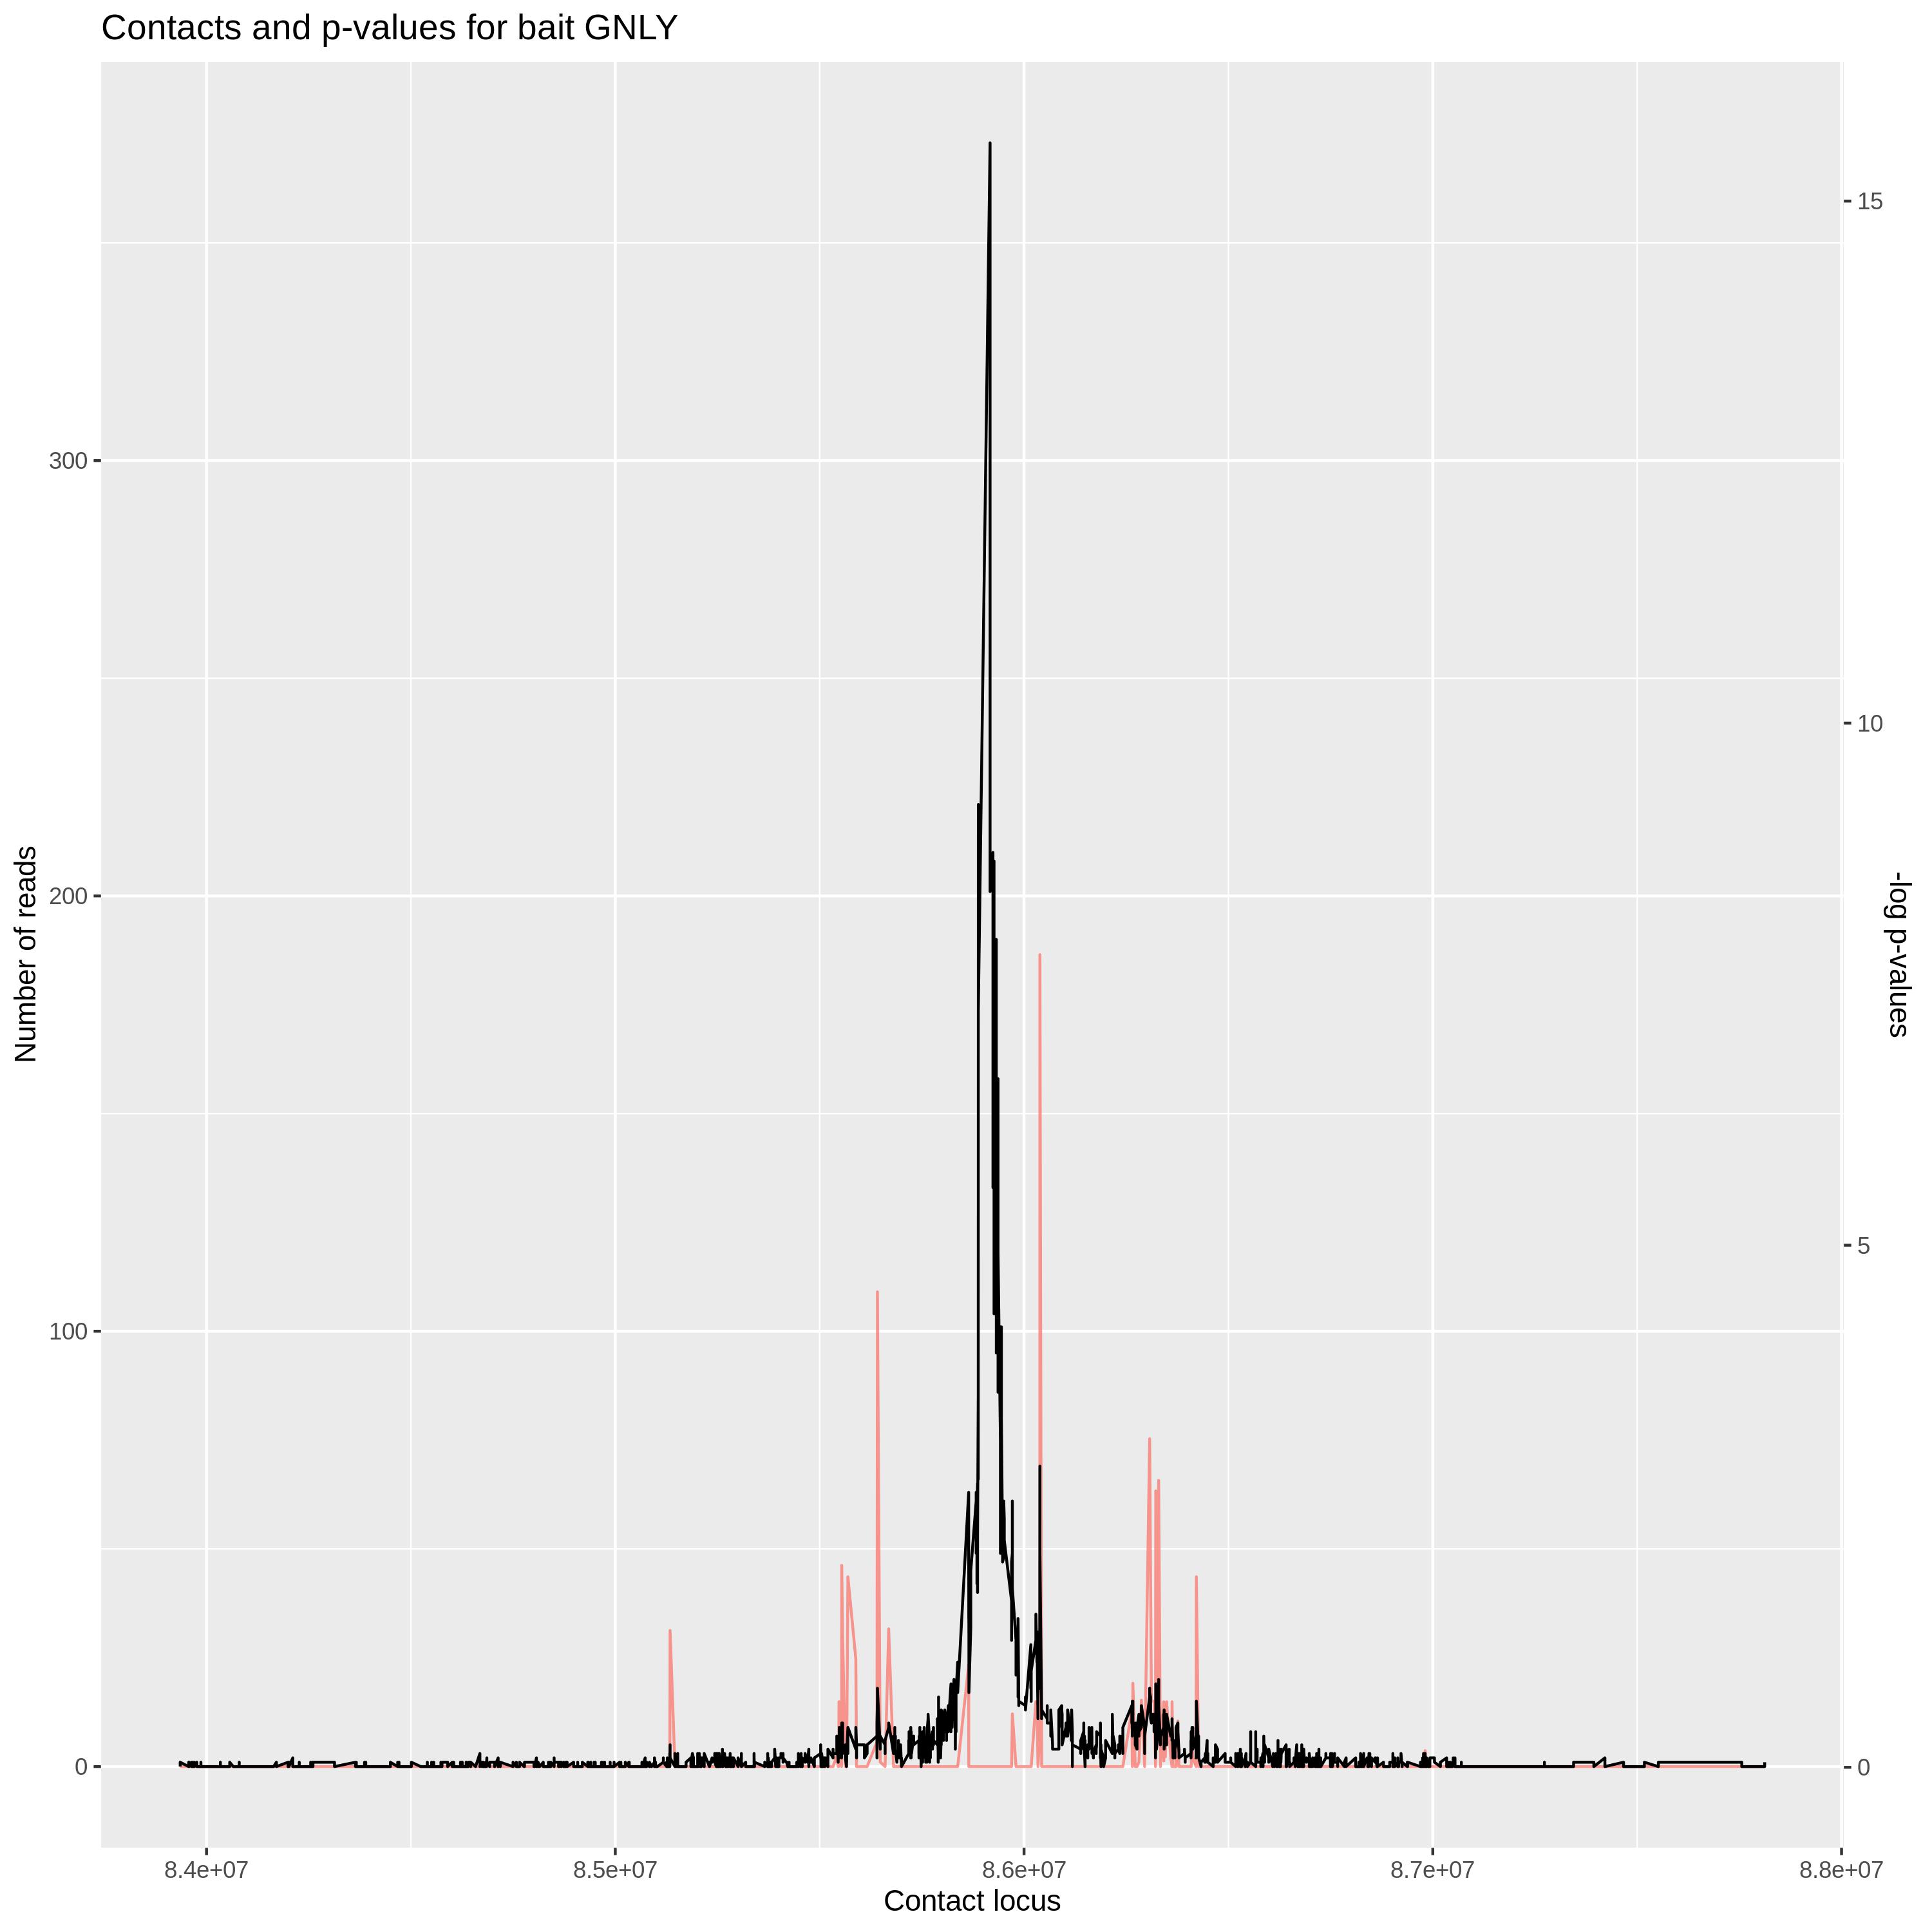 Contacts and p-values for bait GNLY
Number of reads
300
200
100
0
15
10
5
0
-log p-values
8.4e+07 8.5e+07 8.6e+07 8.7e+07 8.8e+07
Contact locus